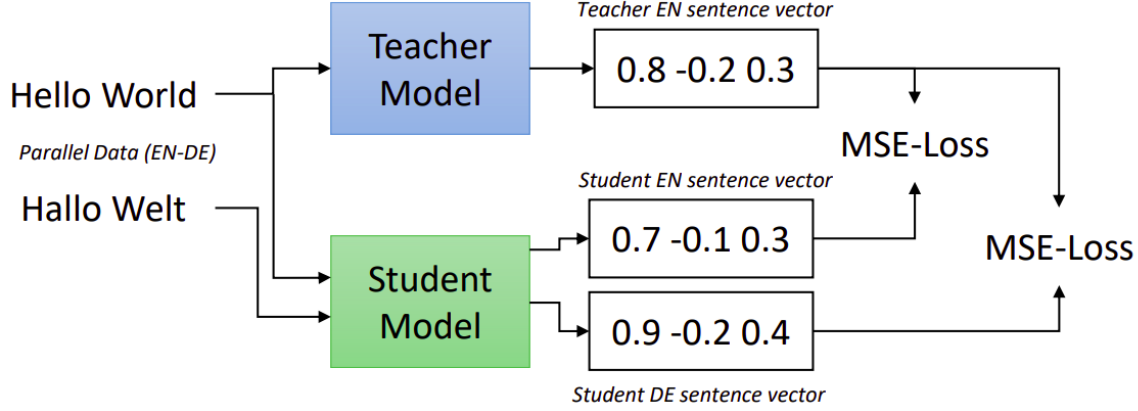 Teacher EN sentence vector
Teacher
Model
0.8 -0.2 0.3
Hello World
Parallel Data (EN-DE)
Hallo Welt
MSE-Loss
Student EN sentence vector
0.7 -0.1 0.3
MSE-Loss
Student
Model
0.9 -0.2 0.4
Student DE sentence vector